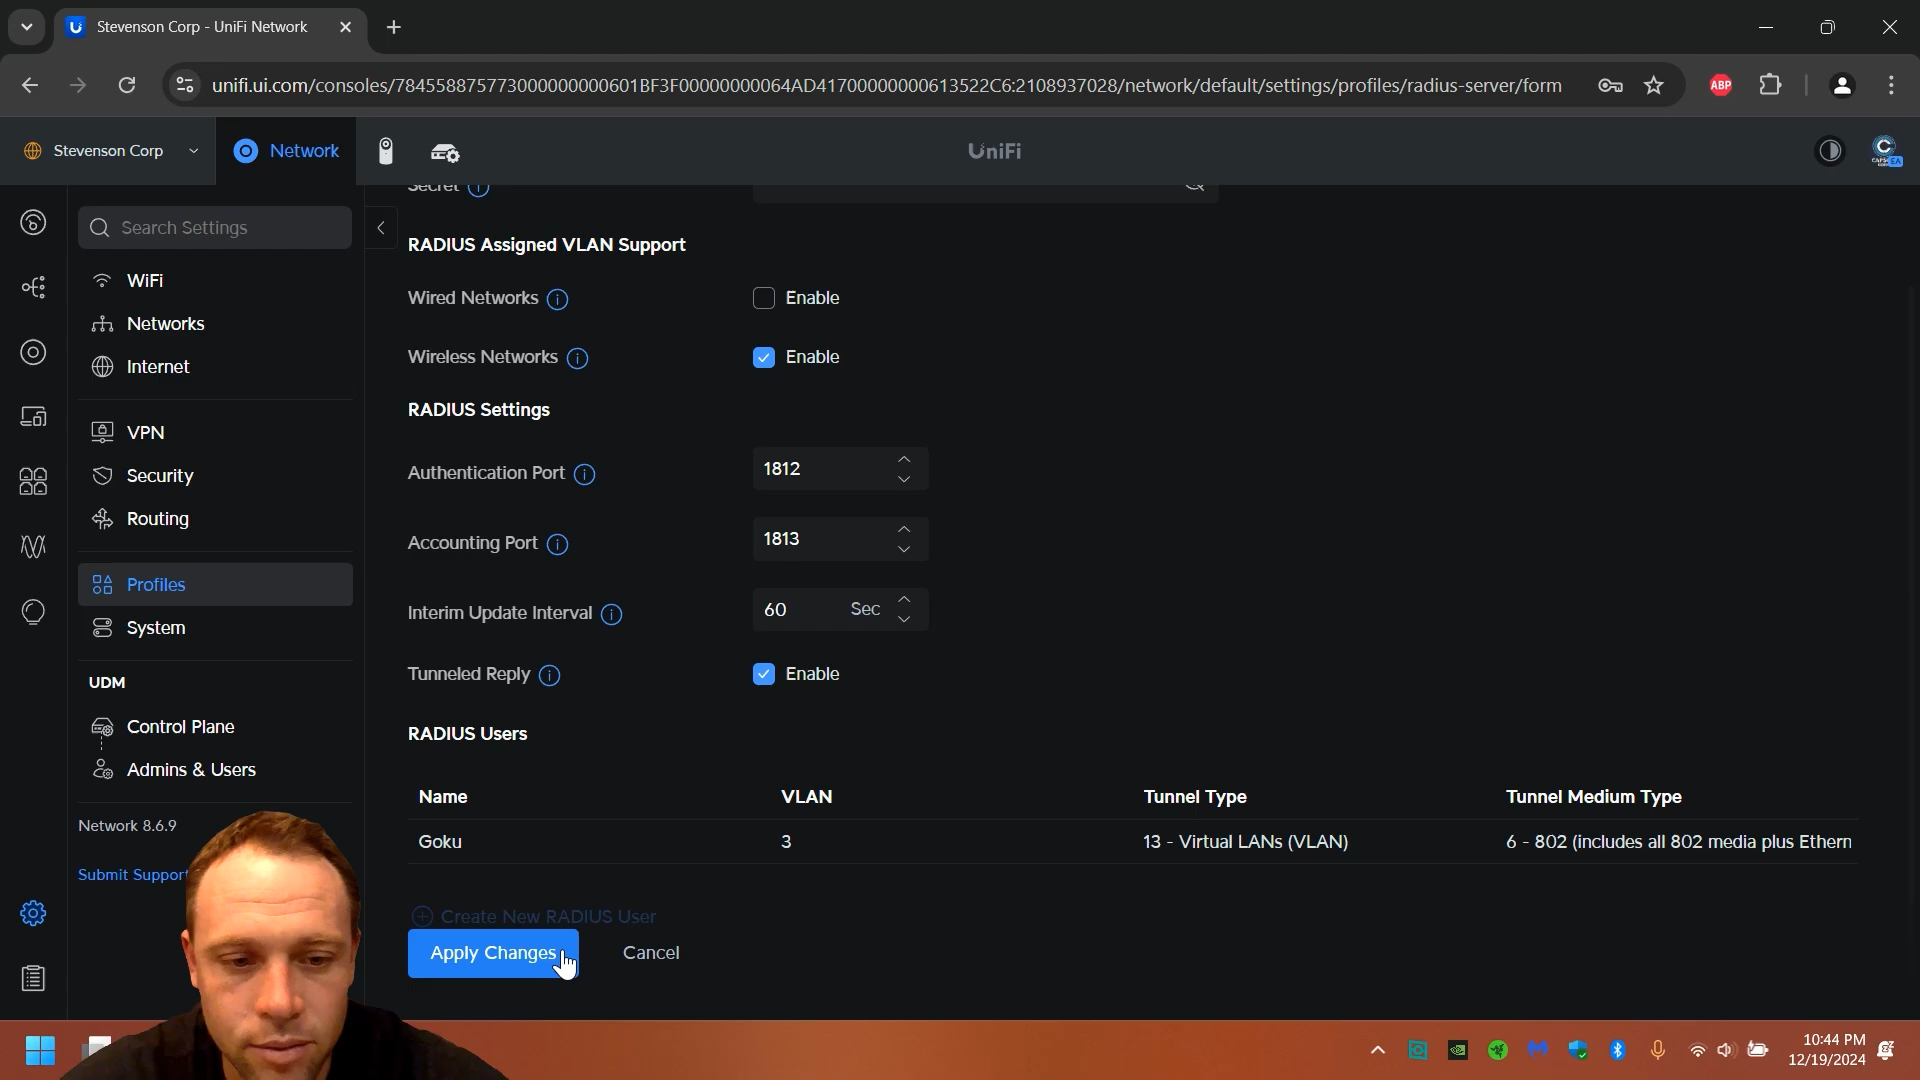 Stevenson Corp - UniFi Network
unifi.ui.com/consoles/784558875773000000000601BF3F00000000064AD41700000000613522C6:2108937028/network/default/settings/profiles/radius-server/form
ABP
Stevenson Corp
Network
UniFi
EA
Search Settings
WiFi
Networks
Internet
VPN
Security
Routing
Profiles
System
UDM
Control Plane
Admins & Users
Network 8.6.9
Submit Support
Secret
RADIUS Assigned VLAN Support
Wired Networks Enable
Wireless Networks Enable
RADIUS Settings
Authentication Port 1812
Accounting Port 1813
Interim Update Interval 60 Sec
Tunneled Reply Enable
RADIUS Users
Name VLAN Tunnel Type Tunnel Medium Type
Goku 3 13 - Virtual LANs (VLAN) 6 - 802 (includes all 802 media plus Ethern
Create New RADIUS User
Apply Changes Cancel
10:44 PM
12/19/2024